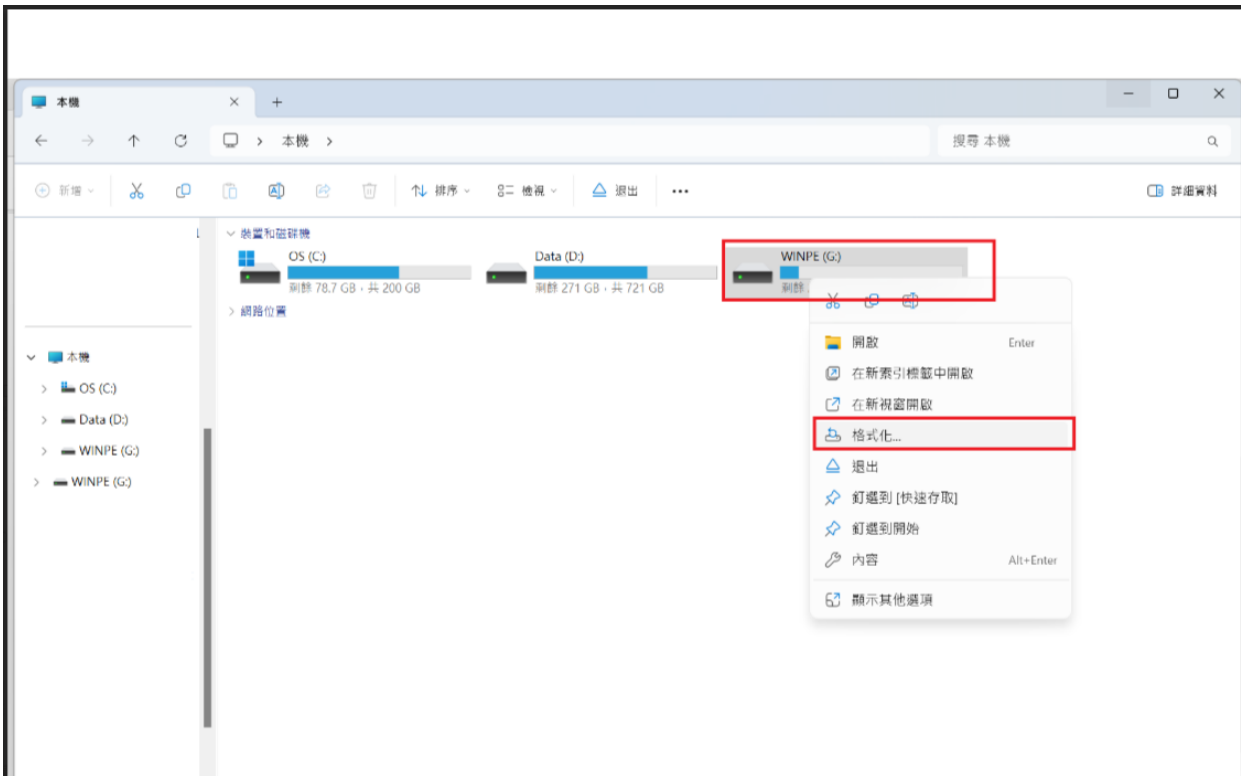 本機
本機
搜尋 本機
新增
排序
檢視
退出
詳細資料
裝置和磁碟機
OS (C:)
剩餘 78.7 GB，共 200 GB
Data (D:)
剩餘 271 GB，共 721 GB
WINPE (G:)
剩餘
網路位置
本機
OS (C:)
Data (D:)
WINPE (G:)
WINPE (G:)
開啟 Enter
在新索引標籤中開啟
在新視窗開啟
格式化...
退出
釘選到 [快速存取]
釘選到開始
內容 Alt+Enter
顯示其他選項